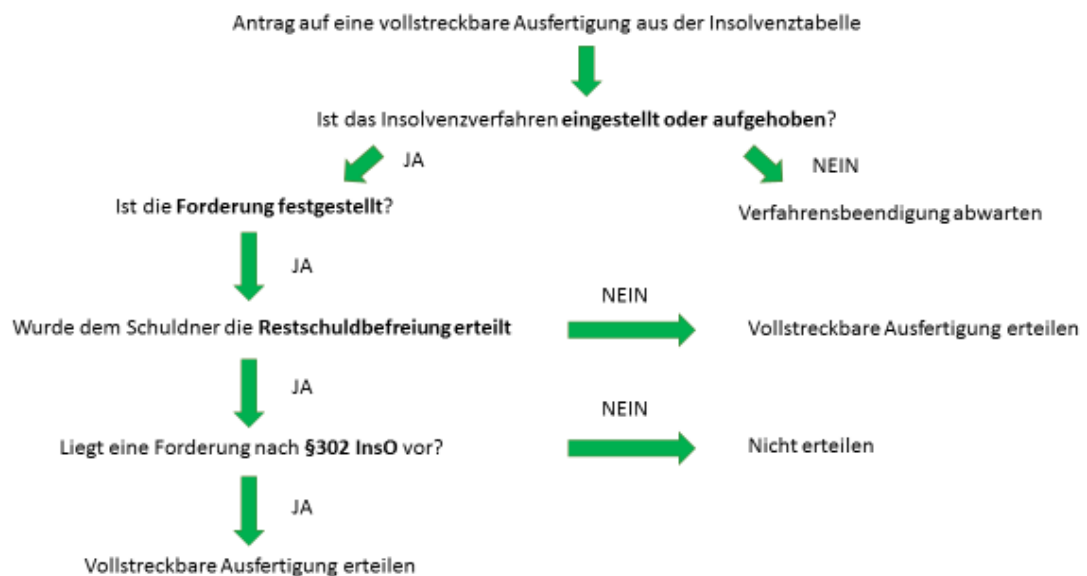 Antrag auf eine vollstreckbare Ausfertigung aus der Insolvenztabelle
Ist das Insolvenzverfahren eingestellt oder aufgehoben?
JA
NEIN
Ist die Forderung festgestellt?
Verfahrensbeendigung abwarten
JA
NEIN
Wurde dem Schuldner die Restschuldbefreiung erteilt
Vollstreckbare Ausfertigung erteilen
JA
NEIN
Liegt eine Forderung nach §302 InsO vor?
Nicht erteilen
JA
Vollstreckbare Ausfertigung erteilen